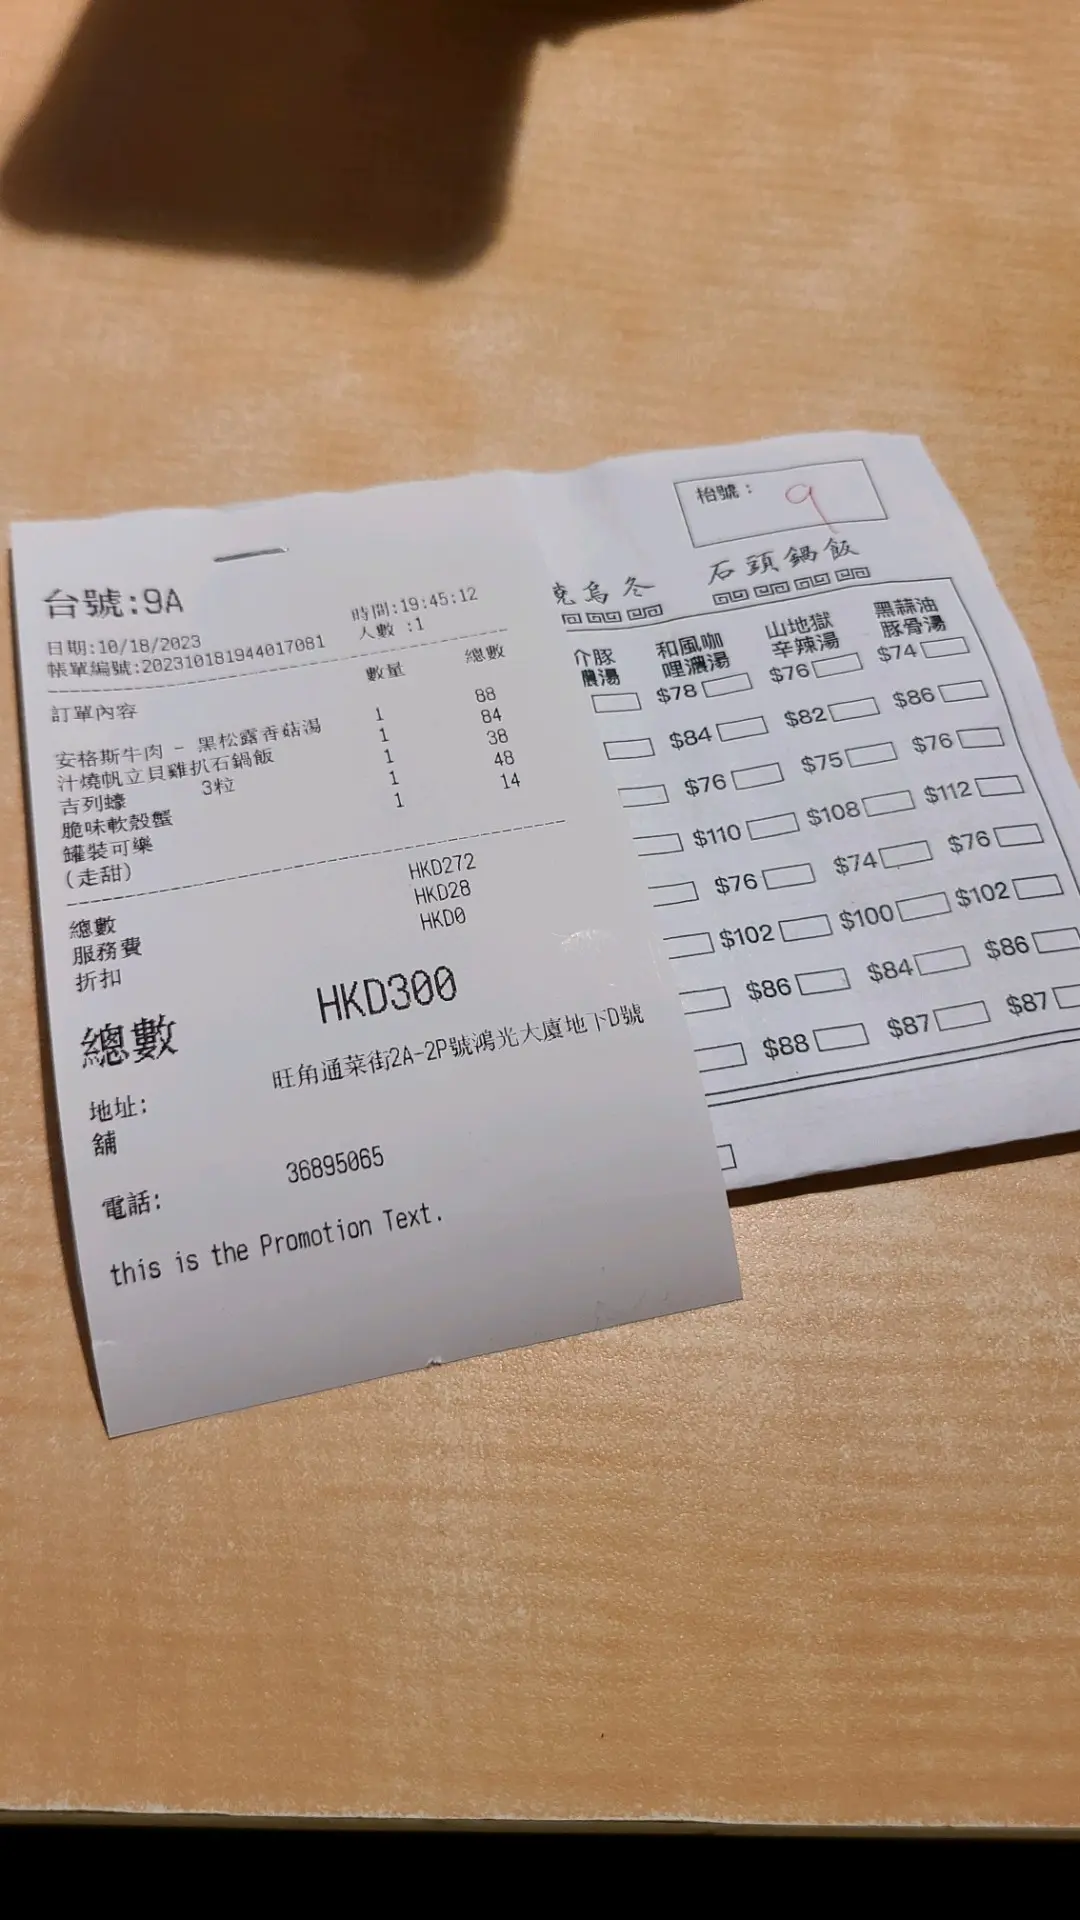 台號:9A
日期:10/18/2023 時間:19:45:12
帳單編號:202310181944017081 人數 :1
訂單內容 數量 總數
安格斯牛肉 - 黑松露香菇湯 1 88
汁燒帆立貝雞扒石鍋飯 1 84
吉列蠔 3粒 1 38
脆味軟殼蟹 1 48
罐裝可樂 1 14
(走甜)
總數 HKD272
服務費 HKD28
折扣 HKD0
總數 HKD300
地址: 旺角通菜街2A-2P號鴻光大廈地下D號
舖
電話: 36895065
this is the Promotion Text.
枱號: 9
烏冬 石頭鍋飯
介豚 和風咖 山地獄 黑蒜油
濃湯 哩濃湯 辛辣湯 豚骨湯
$78 $76 $74
$84 $82 $86
$76 $75 $76
$110 $108 $112
$76 $74 $76
$102 $100 $102
$86 $84 $86
$88 $87 $87